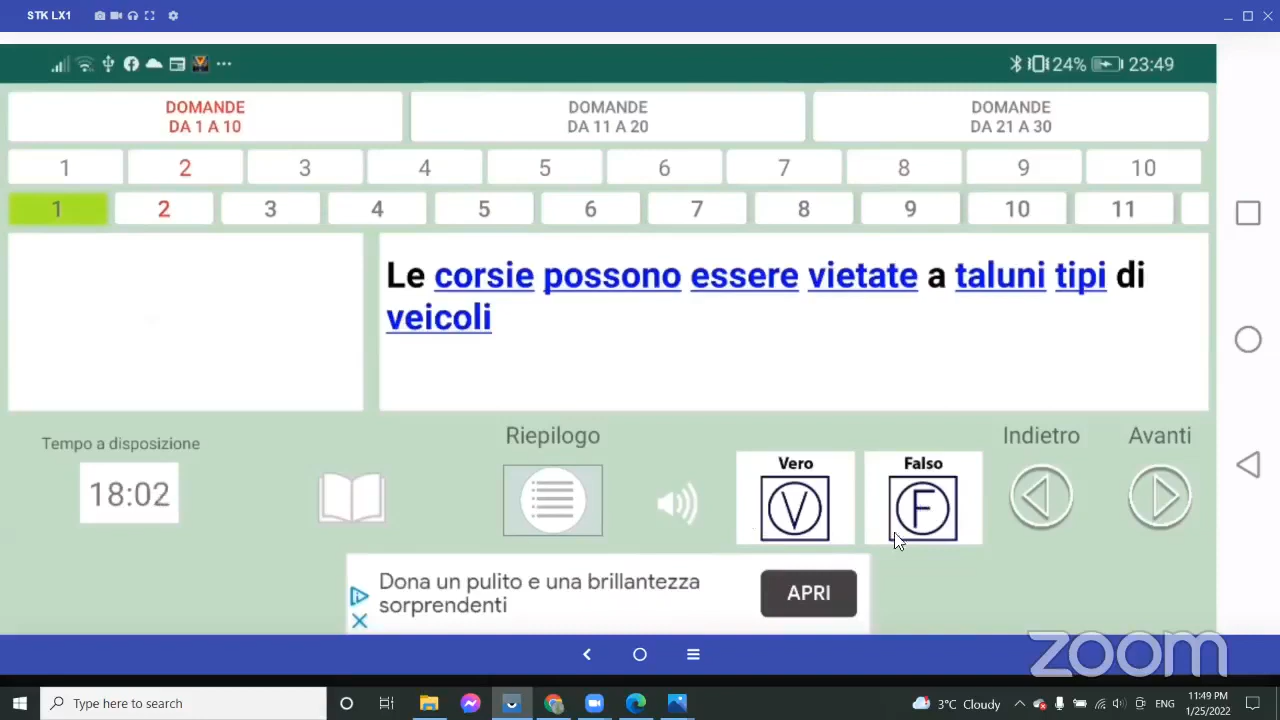 STK LX1
24% 23:49
DOMANDE
DA 1 A 10
DOMANDE
DA 11 A 20
DOMANDE
DA 21 A 30
1 2 3 4 5 6 7 8 9 10
1 2 3 4 5 6 7 8 9 10 11
Le corsie possono essere vietate a taluni tipi di
veicoli
Tempo a disposizione
18:02
Riepilogo
Vero
V
Falso
F
Indietro
Avanti
Dona un pulito e una brillantezza
sorprendenti
APRI
zoom
Type here to search
3°C Cloudy
ENG
11:49 PM
1/25/2022